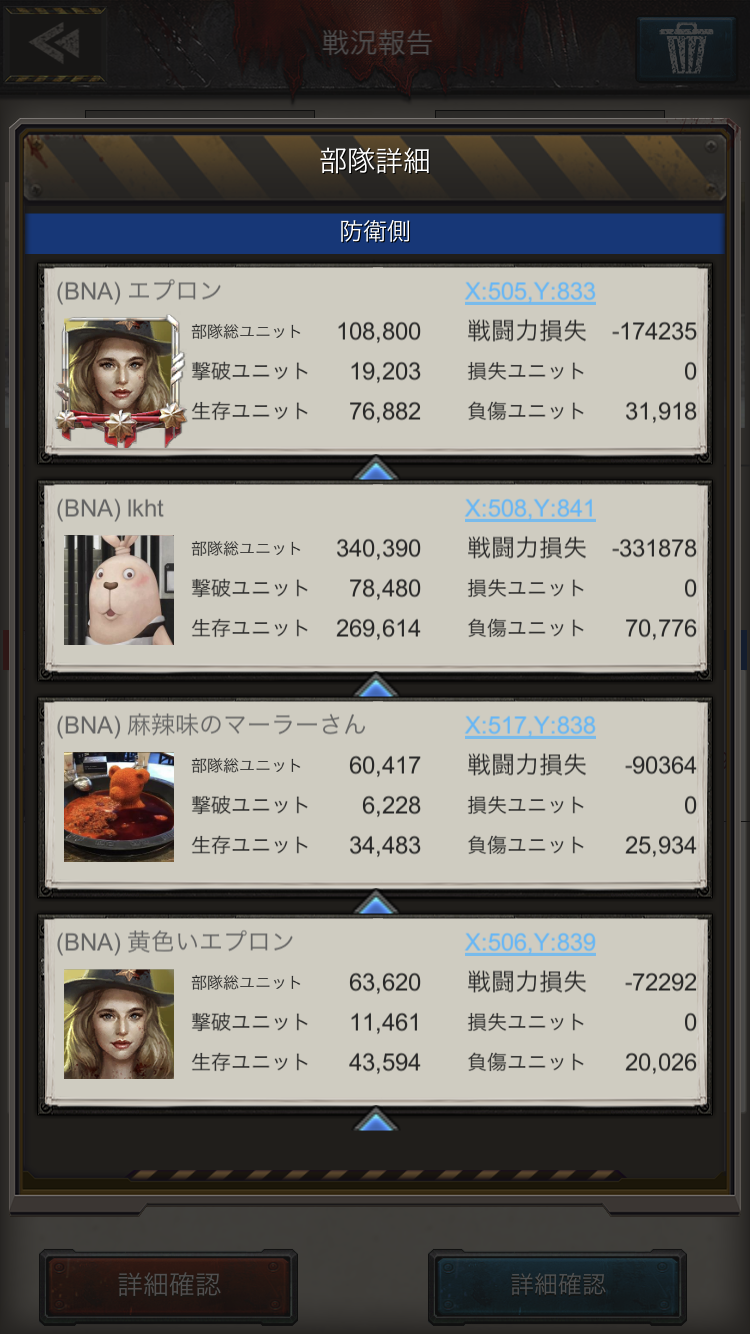 戦況報告
部隊詳細
防衛側
(BNA) エプロン X:505,Y:833
部隊総ユニット 108,800 戦闘力損失 -174235
撃破ユニット 19,203 損失ユニット 0
生存ユニット 76,882 負傷ユニット 31,918
(BNA) lkht X:508,Y:841
部隊総ユニット 340,390 戦闘力損失 -331878
撃破ユニット 78,480 損失ユニット 0
生存ユニット 269,614 負傷ユニット 70,776
(BNA) 麻辣味のマーラーさん X:517,Y:838
部隊総ユニット 60,417 戦闘力損失 -90364
撃破ユニット 6,228 損失ユニット 0
生存ユニット 34,483 負傷ユニット 25,934
(BNA) 黄色いエプロン X:506,Y:839
部隊総ユニット 63,620 戦闘力損失 -72292
撃破ユニット 11,461 損失ユニット 0
生存ユニット 43,594 負傷ユニット 20,026
詳細確認 詳細確認